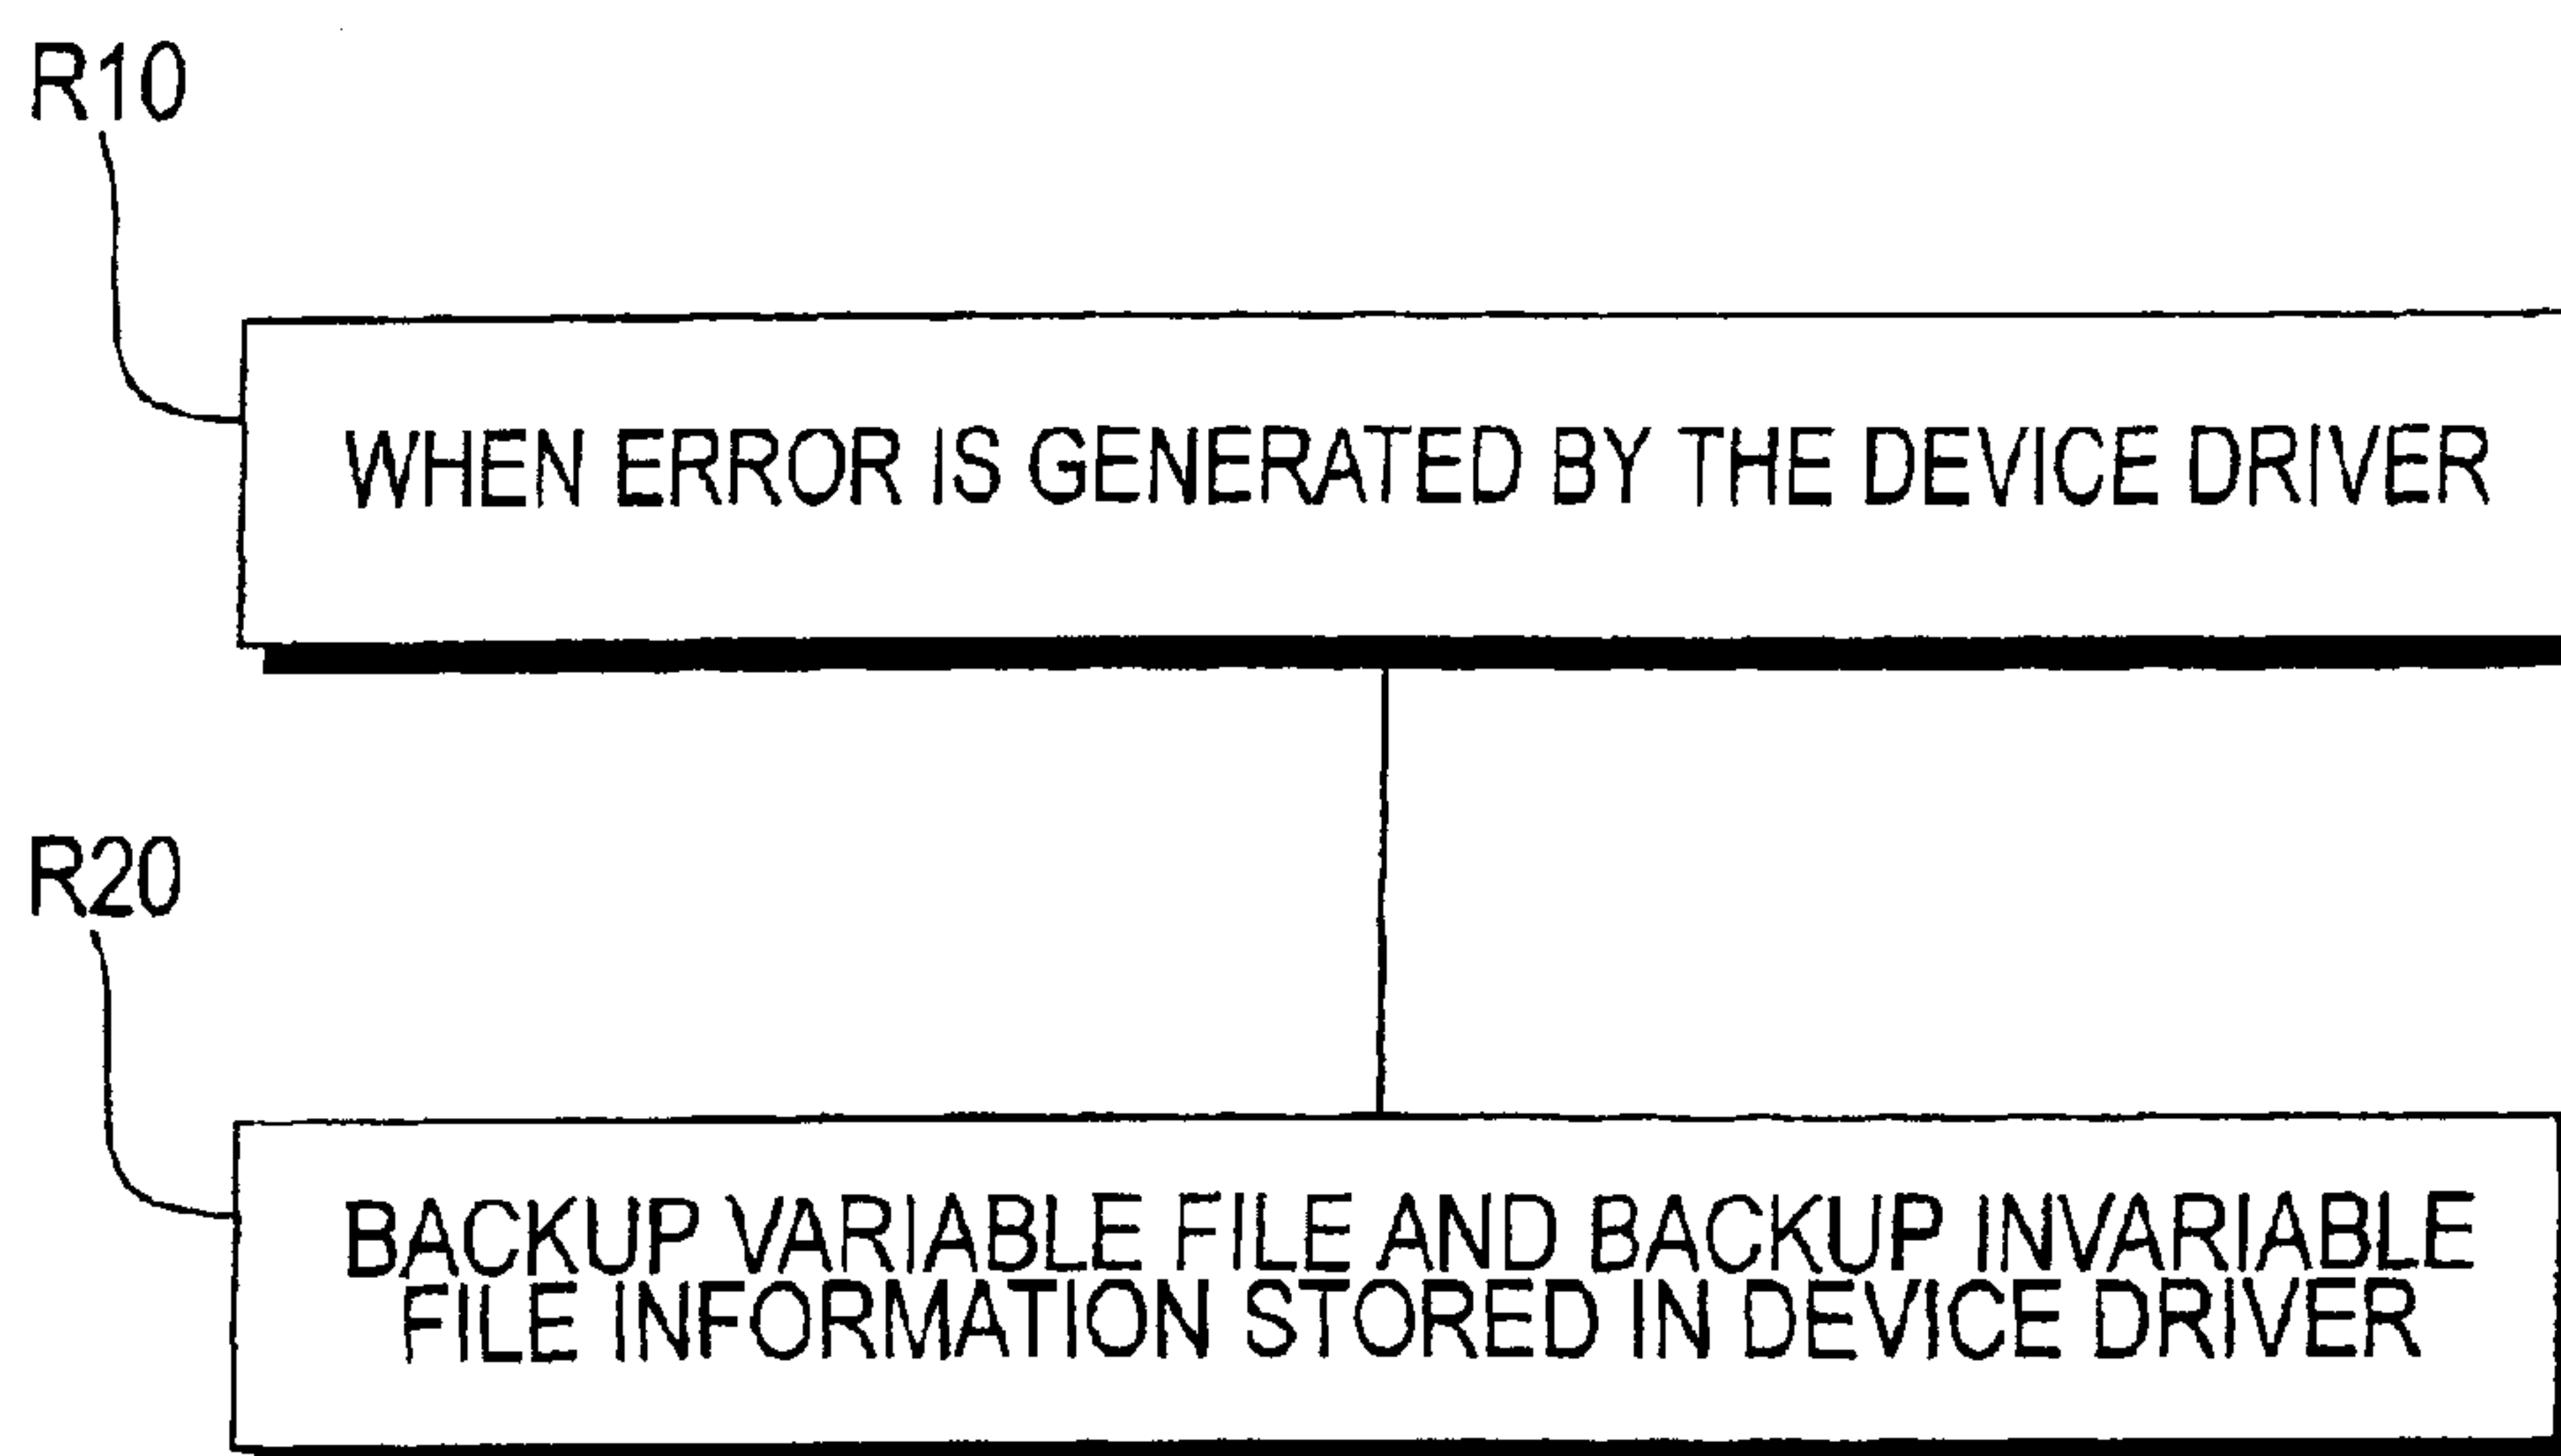 R10
WHEN ERROR IS GENERATED BY THE DEVICE DRIVER
R20
BACKUP VARIABLE FILE AND BACKUP INVARIABLE
FILE INFORMATION STORED IN DEVICE DRIVER